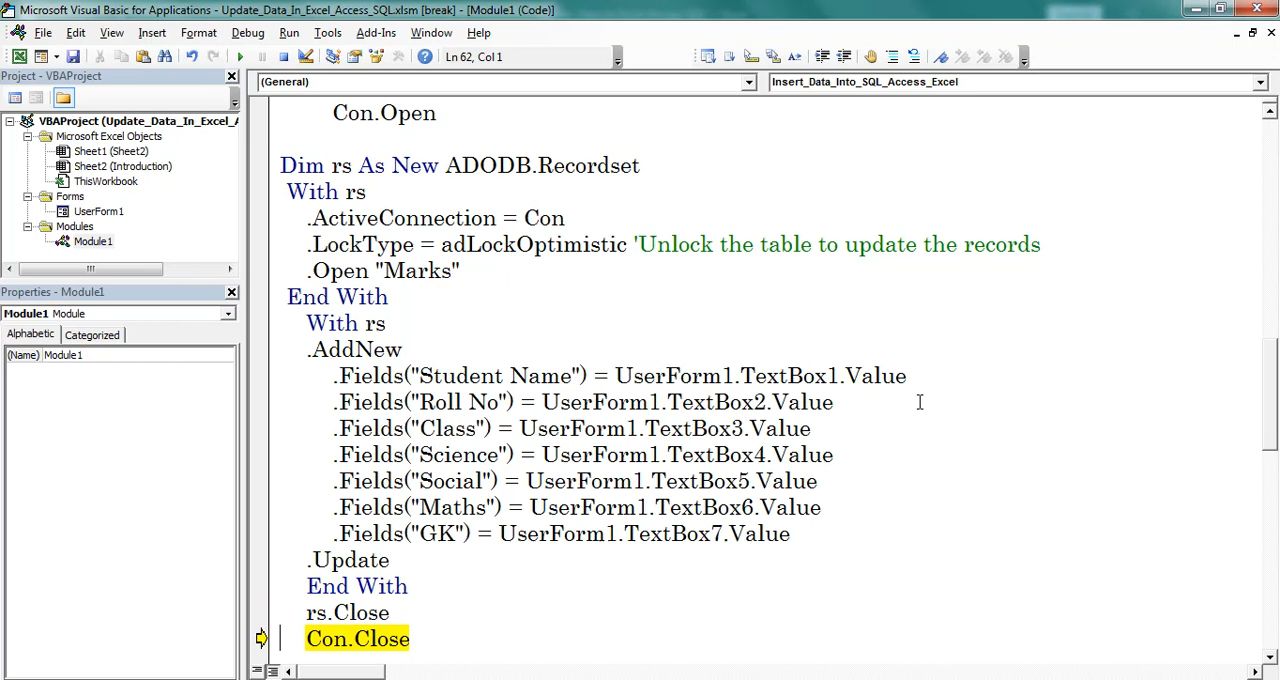 Microsoft Visual Basic for Applications - Update_Data_In_Excel_Access_SQL.xlsm [break] - [Module1 (Code)]
File Edit View Insert Format Debug Run Tools Add-Ins Window Help
Ln 62, Col 1
Project - VBAProject
(General) Insert_Data_Into_SQL_Access_Excel
VBAProject (Update_Data_In_Excel_A
Microsoft Excel Objects
Sheet1 (Sheet2)
Sheet2 (Introduction)
ThisWorkbook
Forms
UserForm1
Modules
Module1
Properties - Module1
Module1 Module
Alphabetic Categorized
(Name) Module1
Con.Open
Dim rs As New ADODB.Recordset
With rs
.ActiveConnection = Con
.LockType = adLockOptimistic 'Unlock the table to update the records
.Open "Marks"
End With
With rs
.AddNew
.Fields("Student Name") = UserForm1.TextBox1.Value
.Fields("Roll No") = UserForm1.TextBox2.Value
.Fields("Class") = UserForm1.TextBox3.Value
.Fields("Science") = UserForm1.TextBox4.Value
.Fields("Social") = UserForm1.TextBox5.Value
.Fields("Maths") = UserForm1.TextBox6.Value
.Fields("GK") = UserForm1.TextBox7.Value
.Update
End With
rs.Close
Con.Close